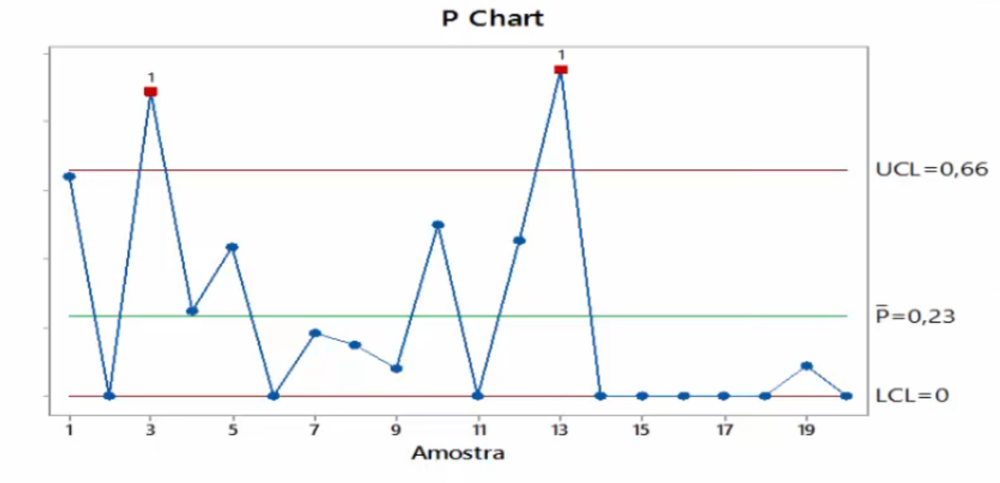 P Chart
1
1
UCL=0,66
P̄=0,23
LCL=0
1 3 5 7 9 11 13 15 17 19
Amostra